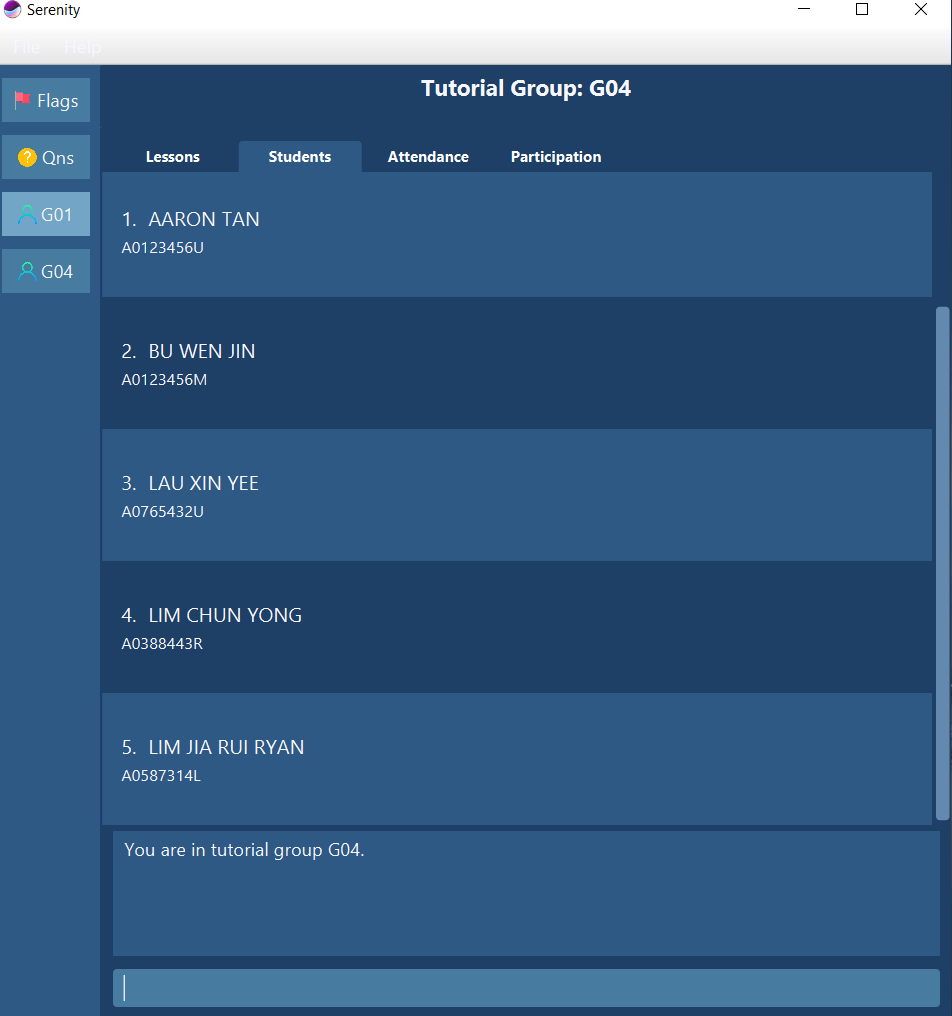 Serenity
File Help
Tutorial Group: G04
Flags
Qns
G01
G04
Lessons Students Attendance Participation
1. AARON TAN
A0123456U
2. BU WEN JIN
A0123456M
3. LAU XIN YEE
A0765432U
4. LIM CHUN YONG
A0388443R
5. LIM JIA RUI RYAN
A0587314L
You are in tutorial group G04.